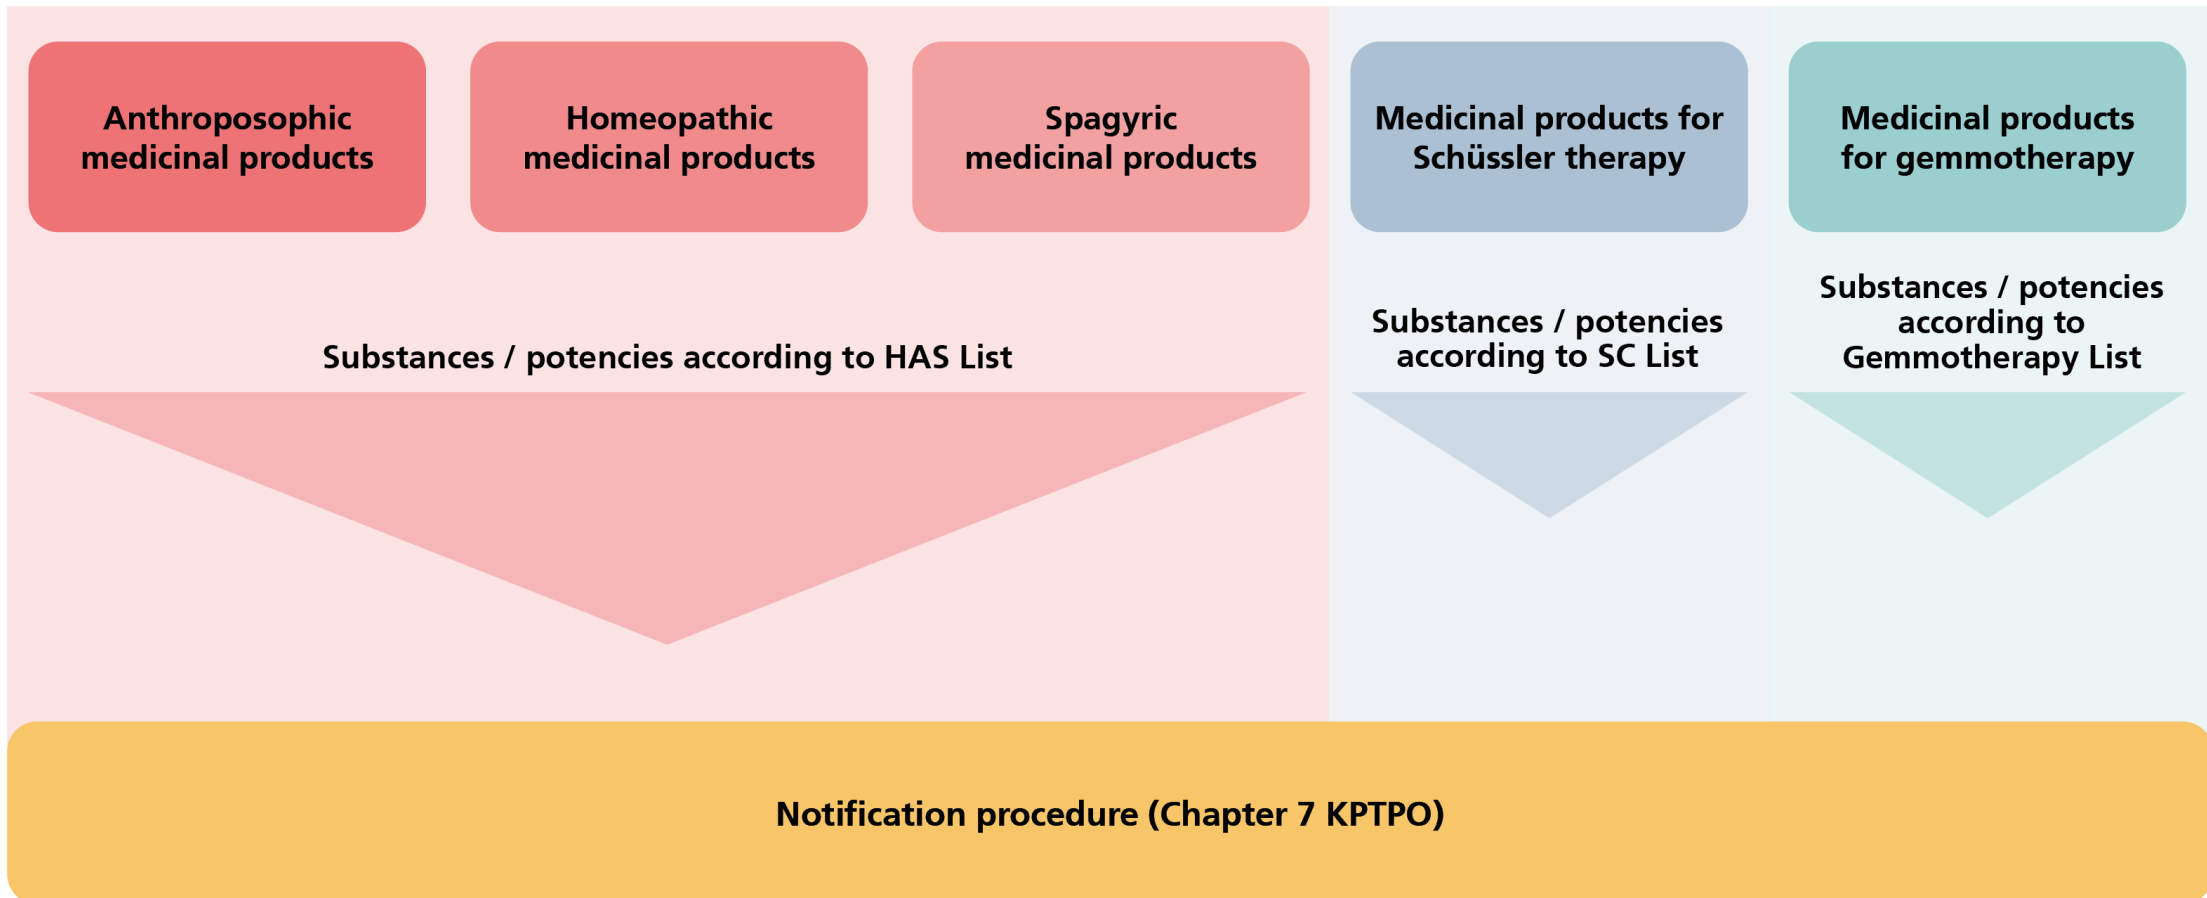 Anthroposophic
medicinal products
Homeopathic
medicinal products
Spagyric
medicinal products
Medicinal products for
Schüssler therapy
Medicinal products
for gemmotherapy
Substances / potencies according to HAS List
Substances / potencies
according to SC List
Substances / potencies
according to
Gemmotherapy List
Notification procedure (Chapter 7 KPTPO)